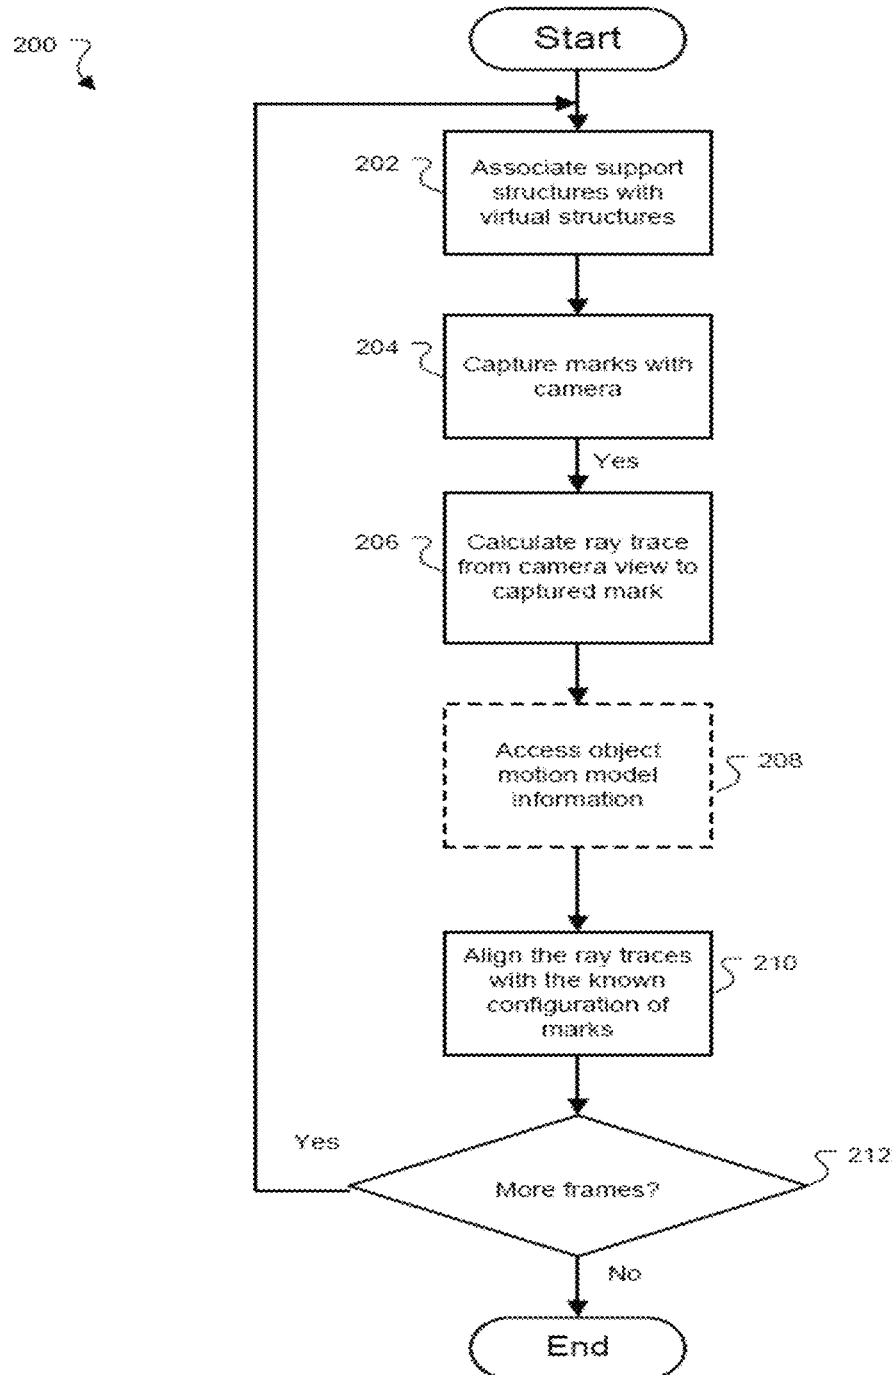 200
Start
202
Associate support
structures with
virtual structures
204
Capture marks with
camera
Yes
206
Calculate ray trace
from camera view to
captured mark
Access object
motion model
information
208
Align the ray traces
with the known
configuration of
marks
210
Yes
More frames?
212
No
End